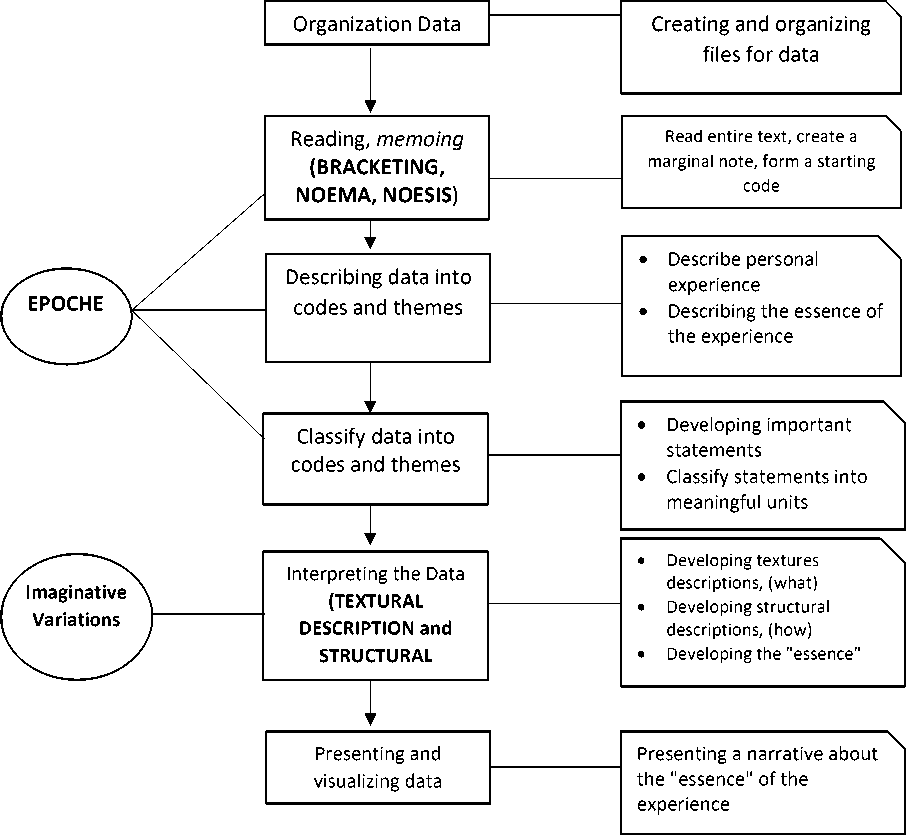 Organization Data
Creating and organizing
files for data
Reading, memoing
(BRACKETING,
NOEMA, NOESIS)
Read entire text, create a
marginal note, form a starting
code
EPOCHE
Describing data into
codes and themes
• Describe personal
experience
• Describing the essence of
the experience
Classify data into
codes and themes
• Developing important
statements
• Classify statements into
meaningful units
Imaginative
Variations
Interpreting the Data
(TEXTURAL
DESCRIPTION and
STRUCTURAL
• Developing textures
descriptions, (what)
• Developing structural
descriptions, (how)
• Developing the "essence"
Presenting and
visualizing data
Presenting a narrative about
the "essence" of the
experience